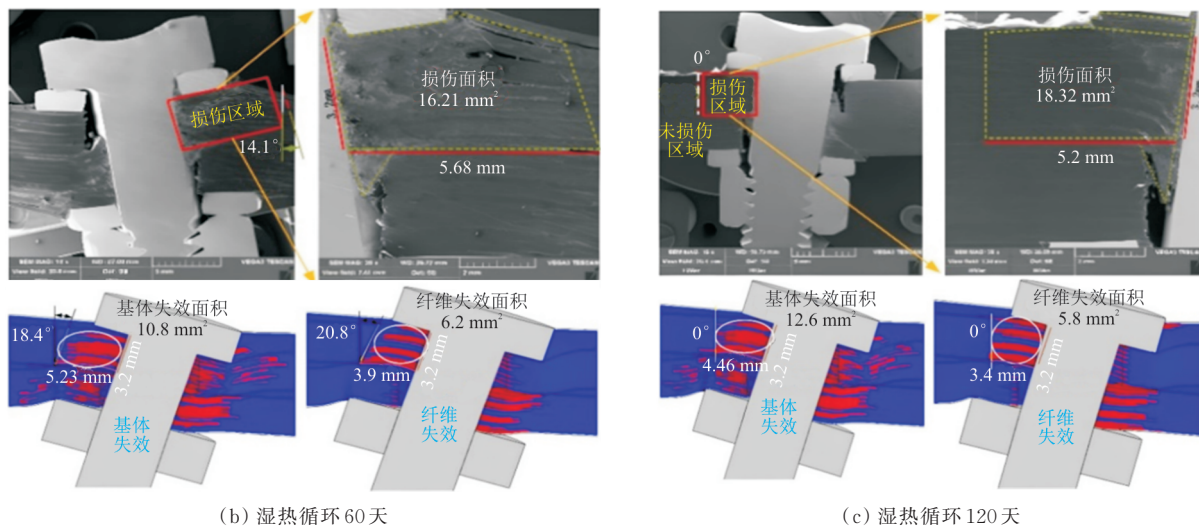 损伤区域
14.1°
损伤面积
16.21 mm²
5.68 mm
基体失效面积
10.8 mm²
18.4°
5.23 mm
3.2 mm
基体
失效
纤维失效面积
6.2 mm²
20.8°
3.9 mm
3.2 mm
纤维
失效
(b) 湿热循环60天
0°
损伤
区域
未损伤
区域
损伤面积
18.32 mm²
5.2 mm
基体失效面积
12.6 mm²
0°
4.46 mm
3.2 mm
基体
失效
纤维失效面积
5.8 mm²
0°
3.4 mm
3.2 mm
纤维
失效
(c) 湿热循环120天